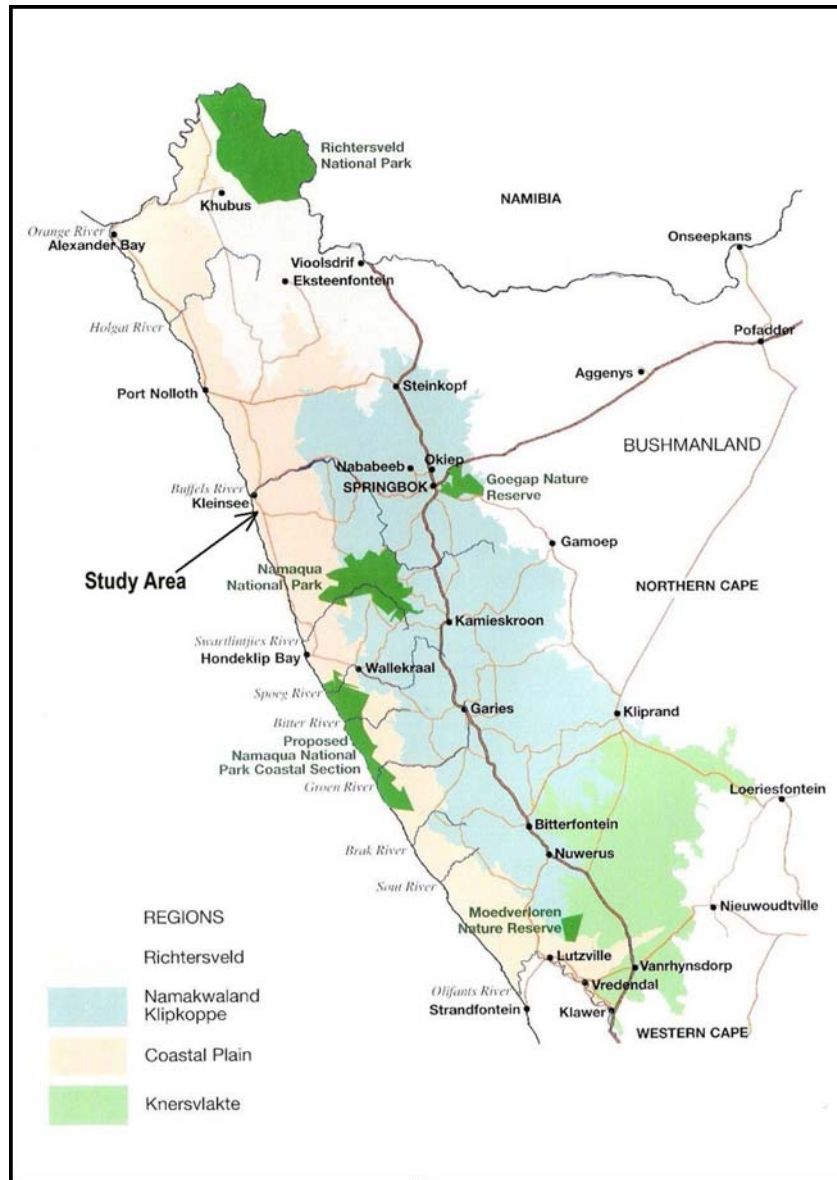 Richtersveld
National Park
NAMIBIA
Khubus
Onseepkans
Orange River
Alexander Bay
Vioolsdrif
Eksteenfontein
Holgat River
Pofadder
Aggenys
Port Nolloth
Steinkopf
BUSHMANLAND
Okiep
Nababeeb
SPRINGBOK
Goegap Nature
Reserve
Buffels River
Kleinsee
Study Area
Gamoep
Namaqua
National Park
NORTHERN CAPE
Kamieskroon
Swartlintjies River
Hondeklip Bay
Wallekraal
Spoeg River
Garies
Kliprand
Bitter River
Proposed
Namaqua National
Park Coastal Section
Groen River
Loeriesfontein
Bitterfontein
Brak River
Nuwerus
Sout River
Nieuwoudtville
Moedverloren
Nature Reserve
Lutzville
Vanrhynsdorp
Vredendal
Olifants River
Strandfontein
Klawer
WESTERN CAPE
REGIONS
Richtersveld
Namakwaland
Klipkoppe
Coastal Plain
Knersvlakte